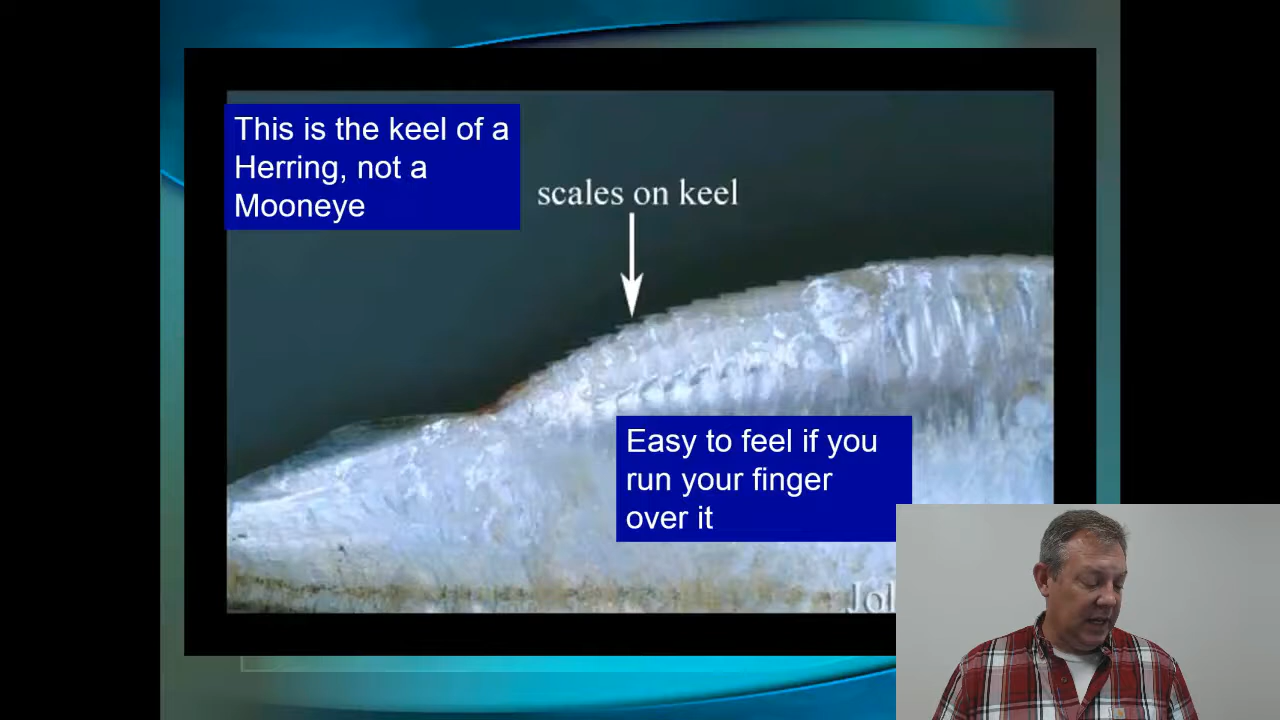 This is the keel of a
Herring, not a
Mooneye
scales on keel
Easy to feel if you
run your finger
over it